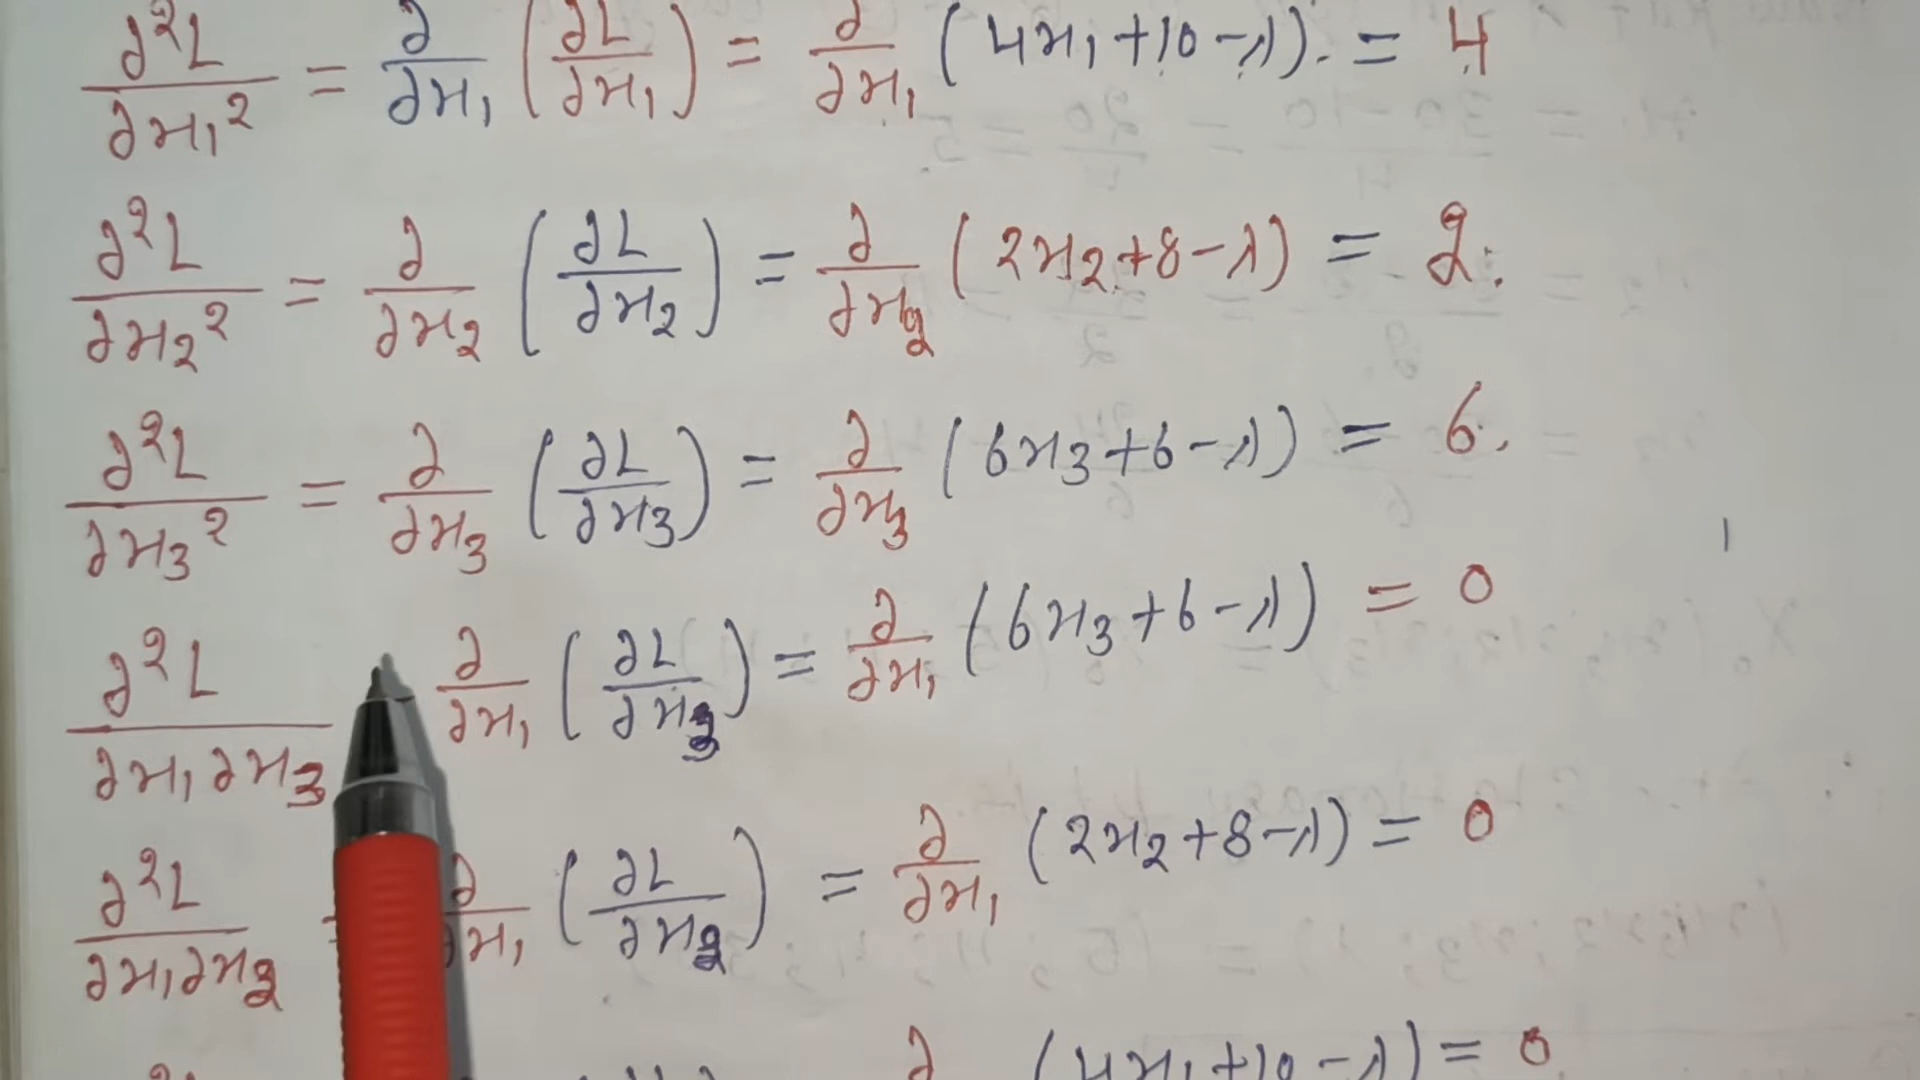 ∂²L/∂x₁² = ∂/∂x₁ (∂L/∂x₁) = ∂/∂x₁ (4x₁+10-λ). = 4
∂²L/∂x₂² = ∂/∂x₂ (∂L/∂x₂) = ∂/∂x₂ (2x₂+8-λ) = 2.
∂²L/∂x₃² = ∂/∂x₃ (∂L/∂x₃) = ∂/∂x₃ (6x₃+6-λ) = 6.
∂²L/∂x₁∂x₃ ∂/∂x₁ (∂L/∂x₃) = ∂/∂x₁ (6x₃+6-λ) = 0
∂²L/∂x₁∂x₂ = ∂/∂x₁ (∂L/∂x₂) = ∂/∂x₁ (2x₂+8-λ) = 0
∂ (4x₁+10-λ) = 0